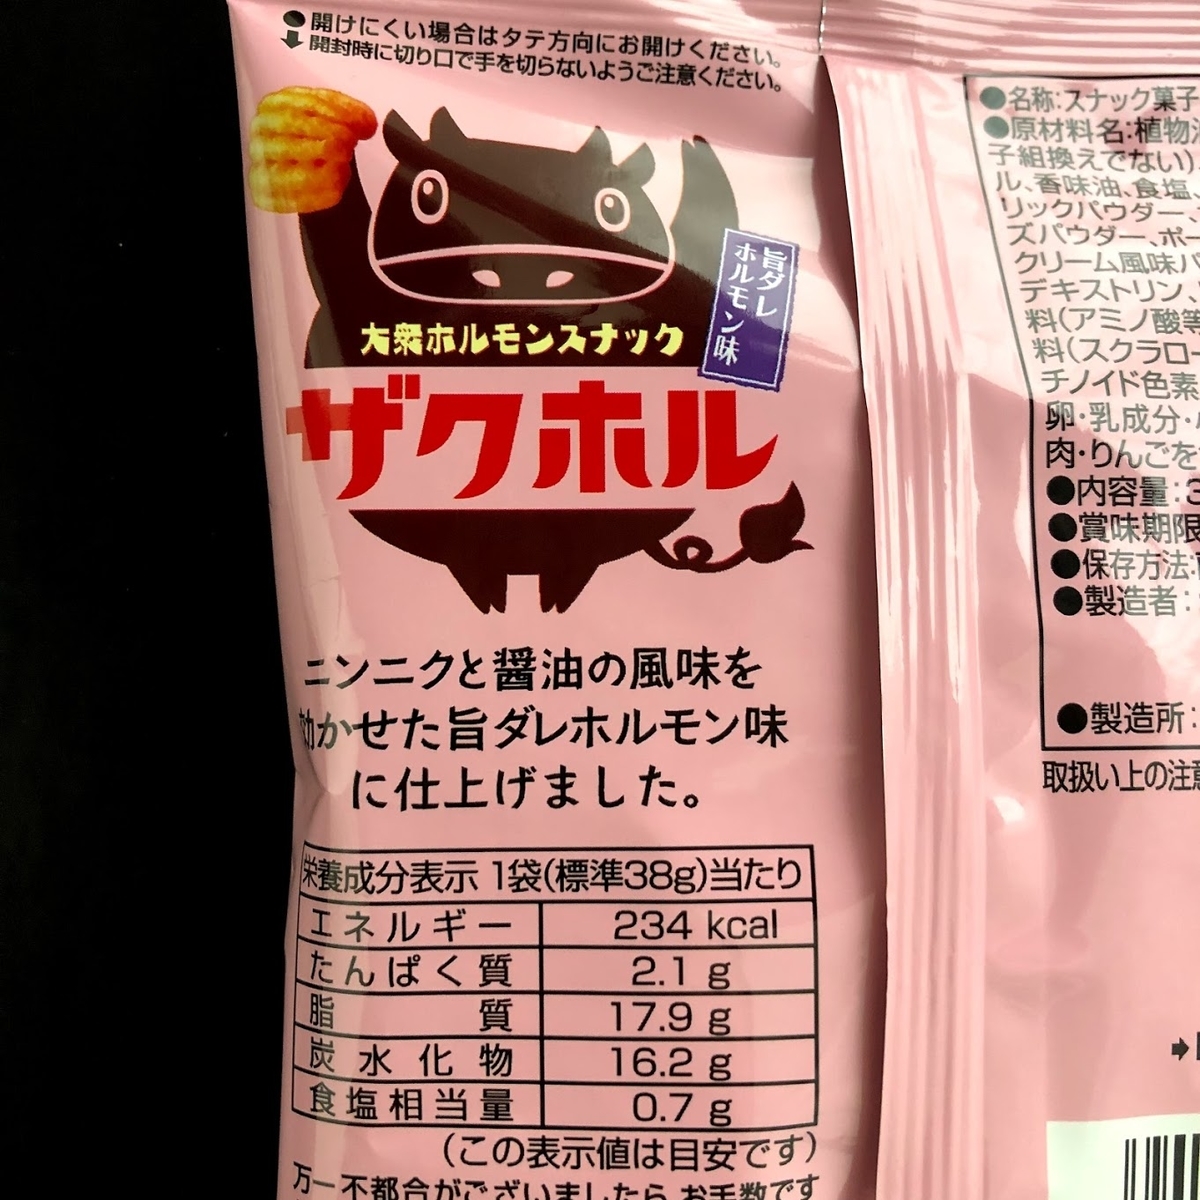 ●開けにくい場合はタテ方向にお開けください。
開封時に切り口で手を切らないようご注意ください。
旨ダレ
ホルモン味
大衆ホルモンスナック
ザクホル
ニンニクと醤油の風味を
効かせた旨ダレホルモン味
に仕上げました。
栄養成分表示 1袋(標準38g)当たり
エネルギー 234 kcal
たんぱく質 2.1 g
脂質 17.9 g
炭水化物 16.2 g
食塩相当量 0.7 g
(この表示値は目安です)
万一不都合がございましたら、お手数です
●名称:スナック菓子
●原材料名:植物
子組換えでない)
ル、香味油、食塩、
リックパウダー、
ズパウダー、ポー
クリーム風味パ
デキストリン、
料(アミノ酸等
料(スクラロー
チノイド色素
卵・乳成分・
肉・りんごを
●内容量:3
●賞味期限
●保存方法:
●製造者:
●製造所:
取扱い上の注意